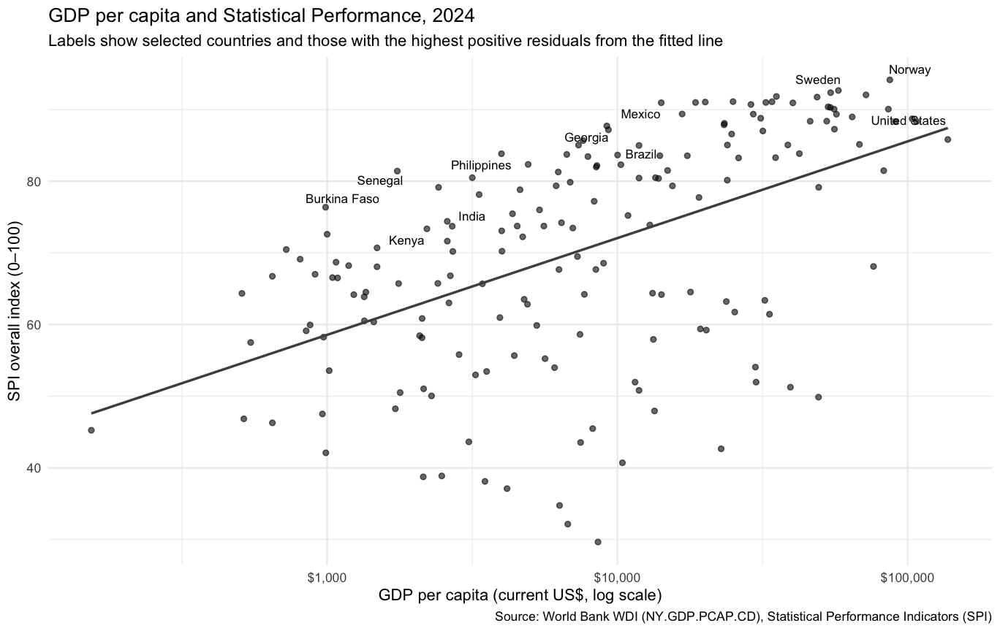 GDP per capita and Statistical Performance, 2024
Labels show selected countries and those with the highest positive residuals from the fitted line
Norway
Sweden
Mexico
United States
Georgia
Brazil
Philippines
Senegal
Burkina Faso
India
Kenya
SPI overall index (0–100)
80
60
40
$1,000
$10,000
$100,000
GDP per capita (current US$, log scale)
Source: World Bank WDI (NY.GDP.PCAP.CD), Statistical Performance Indicators (SPI)